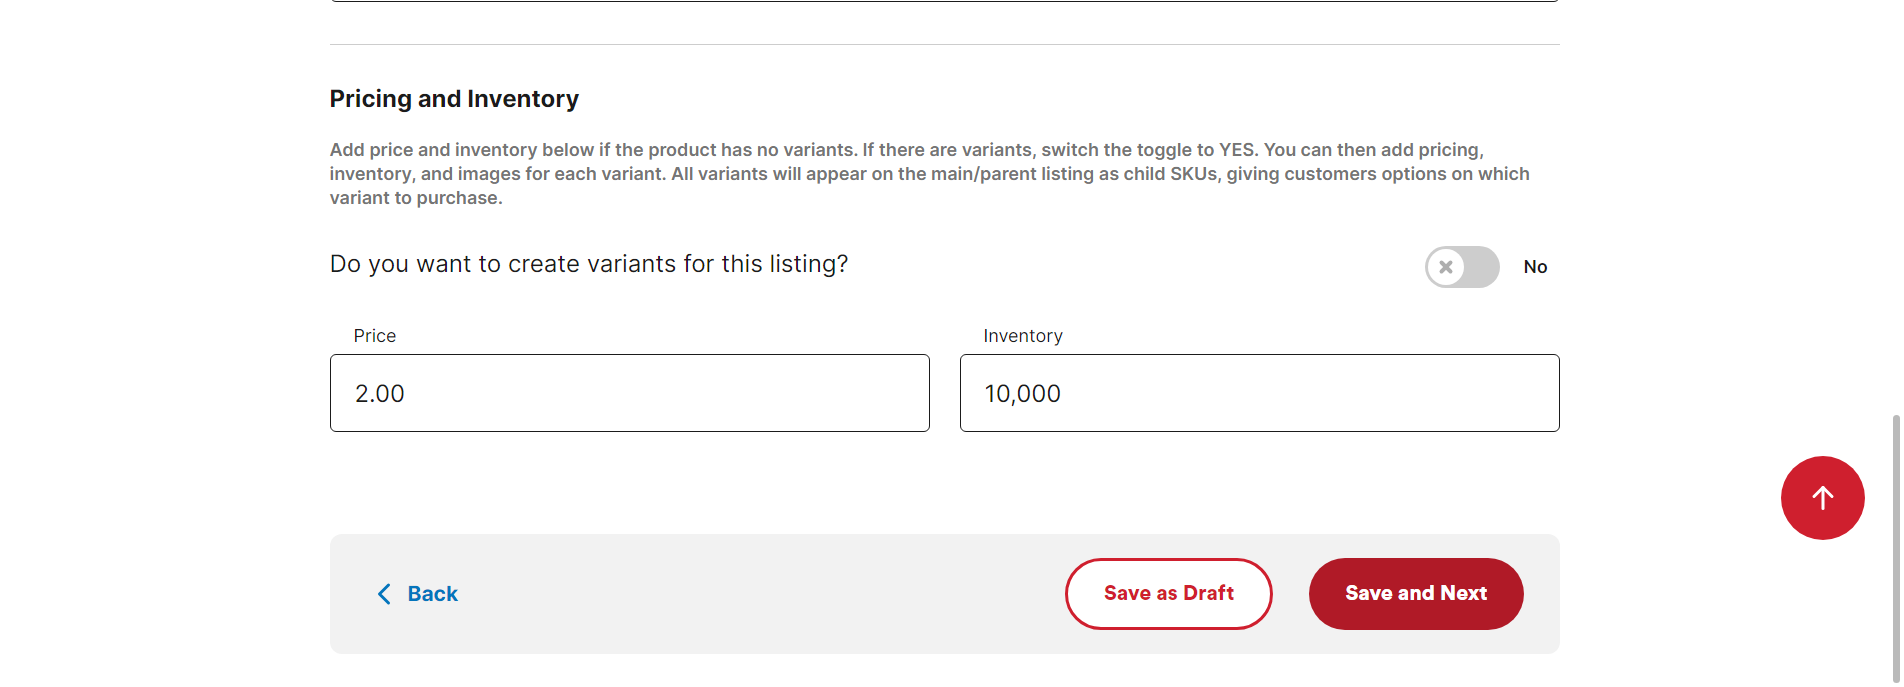 Pricing and Inventory
Add price and inventory below if the product has no variants. If there are variants, switch the toggle to YES. You can then add pricing,
inventory, and images for each variant. All variants will appear on the main/parent listing as child SKUs, giving customers options on which
variant to purchase.
Do you want to create variants for this listing?
No
Price
Inventory
2.00
10,000
Back
Save as Draft
Save and Next